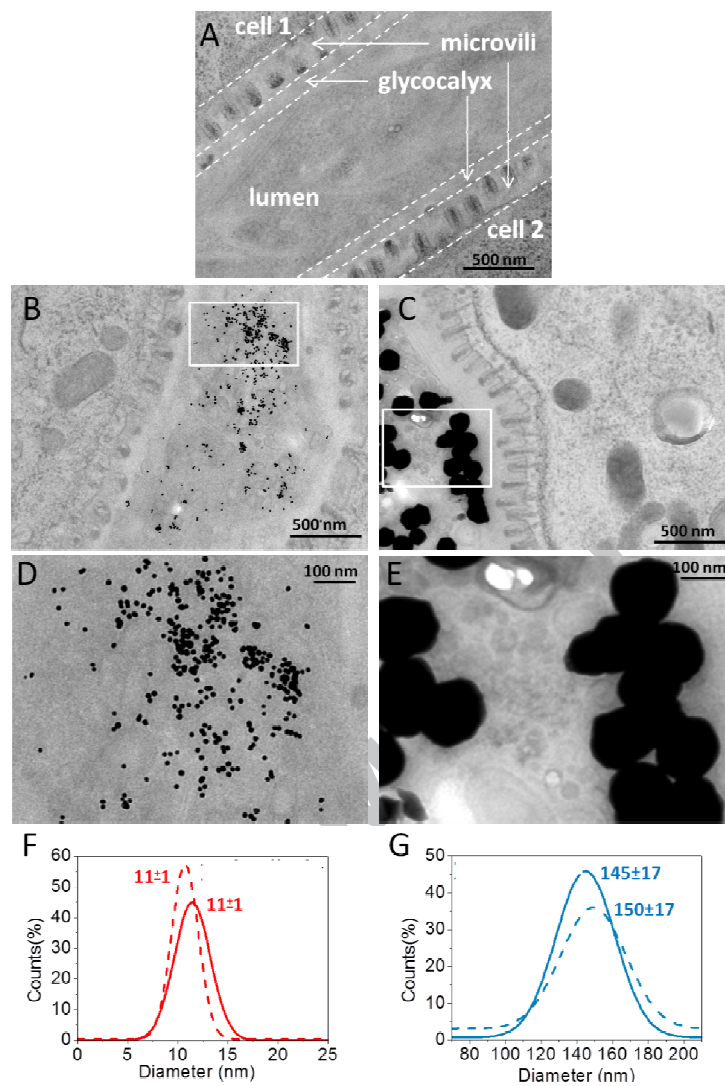 A
cell 1
microvili
glycocalyx
lumen
cell 2
500 nm
B
500 nm
C
500 nm
D
100 nm
E
100 nm
F
60
50
40
30
20
10
0
Counts(%)
11±1
11±1
0 5 10 15 20 25
Diameter (nm)
G
50
40
30
20
10
0
Counts(%)
145±17
150±17
80 100 120 140 160 180 200
Diameter (nm)